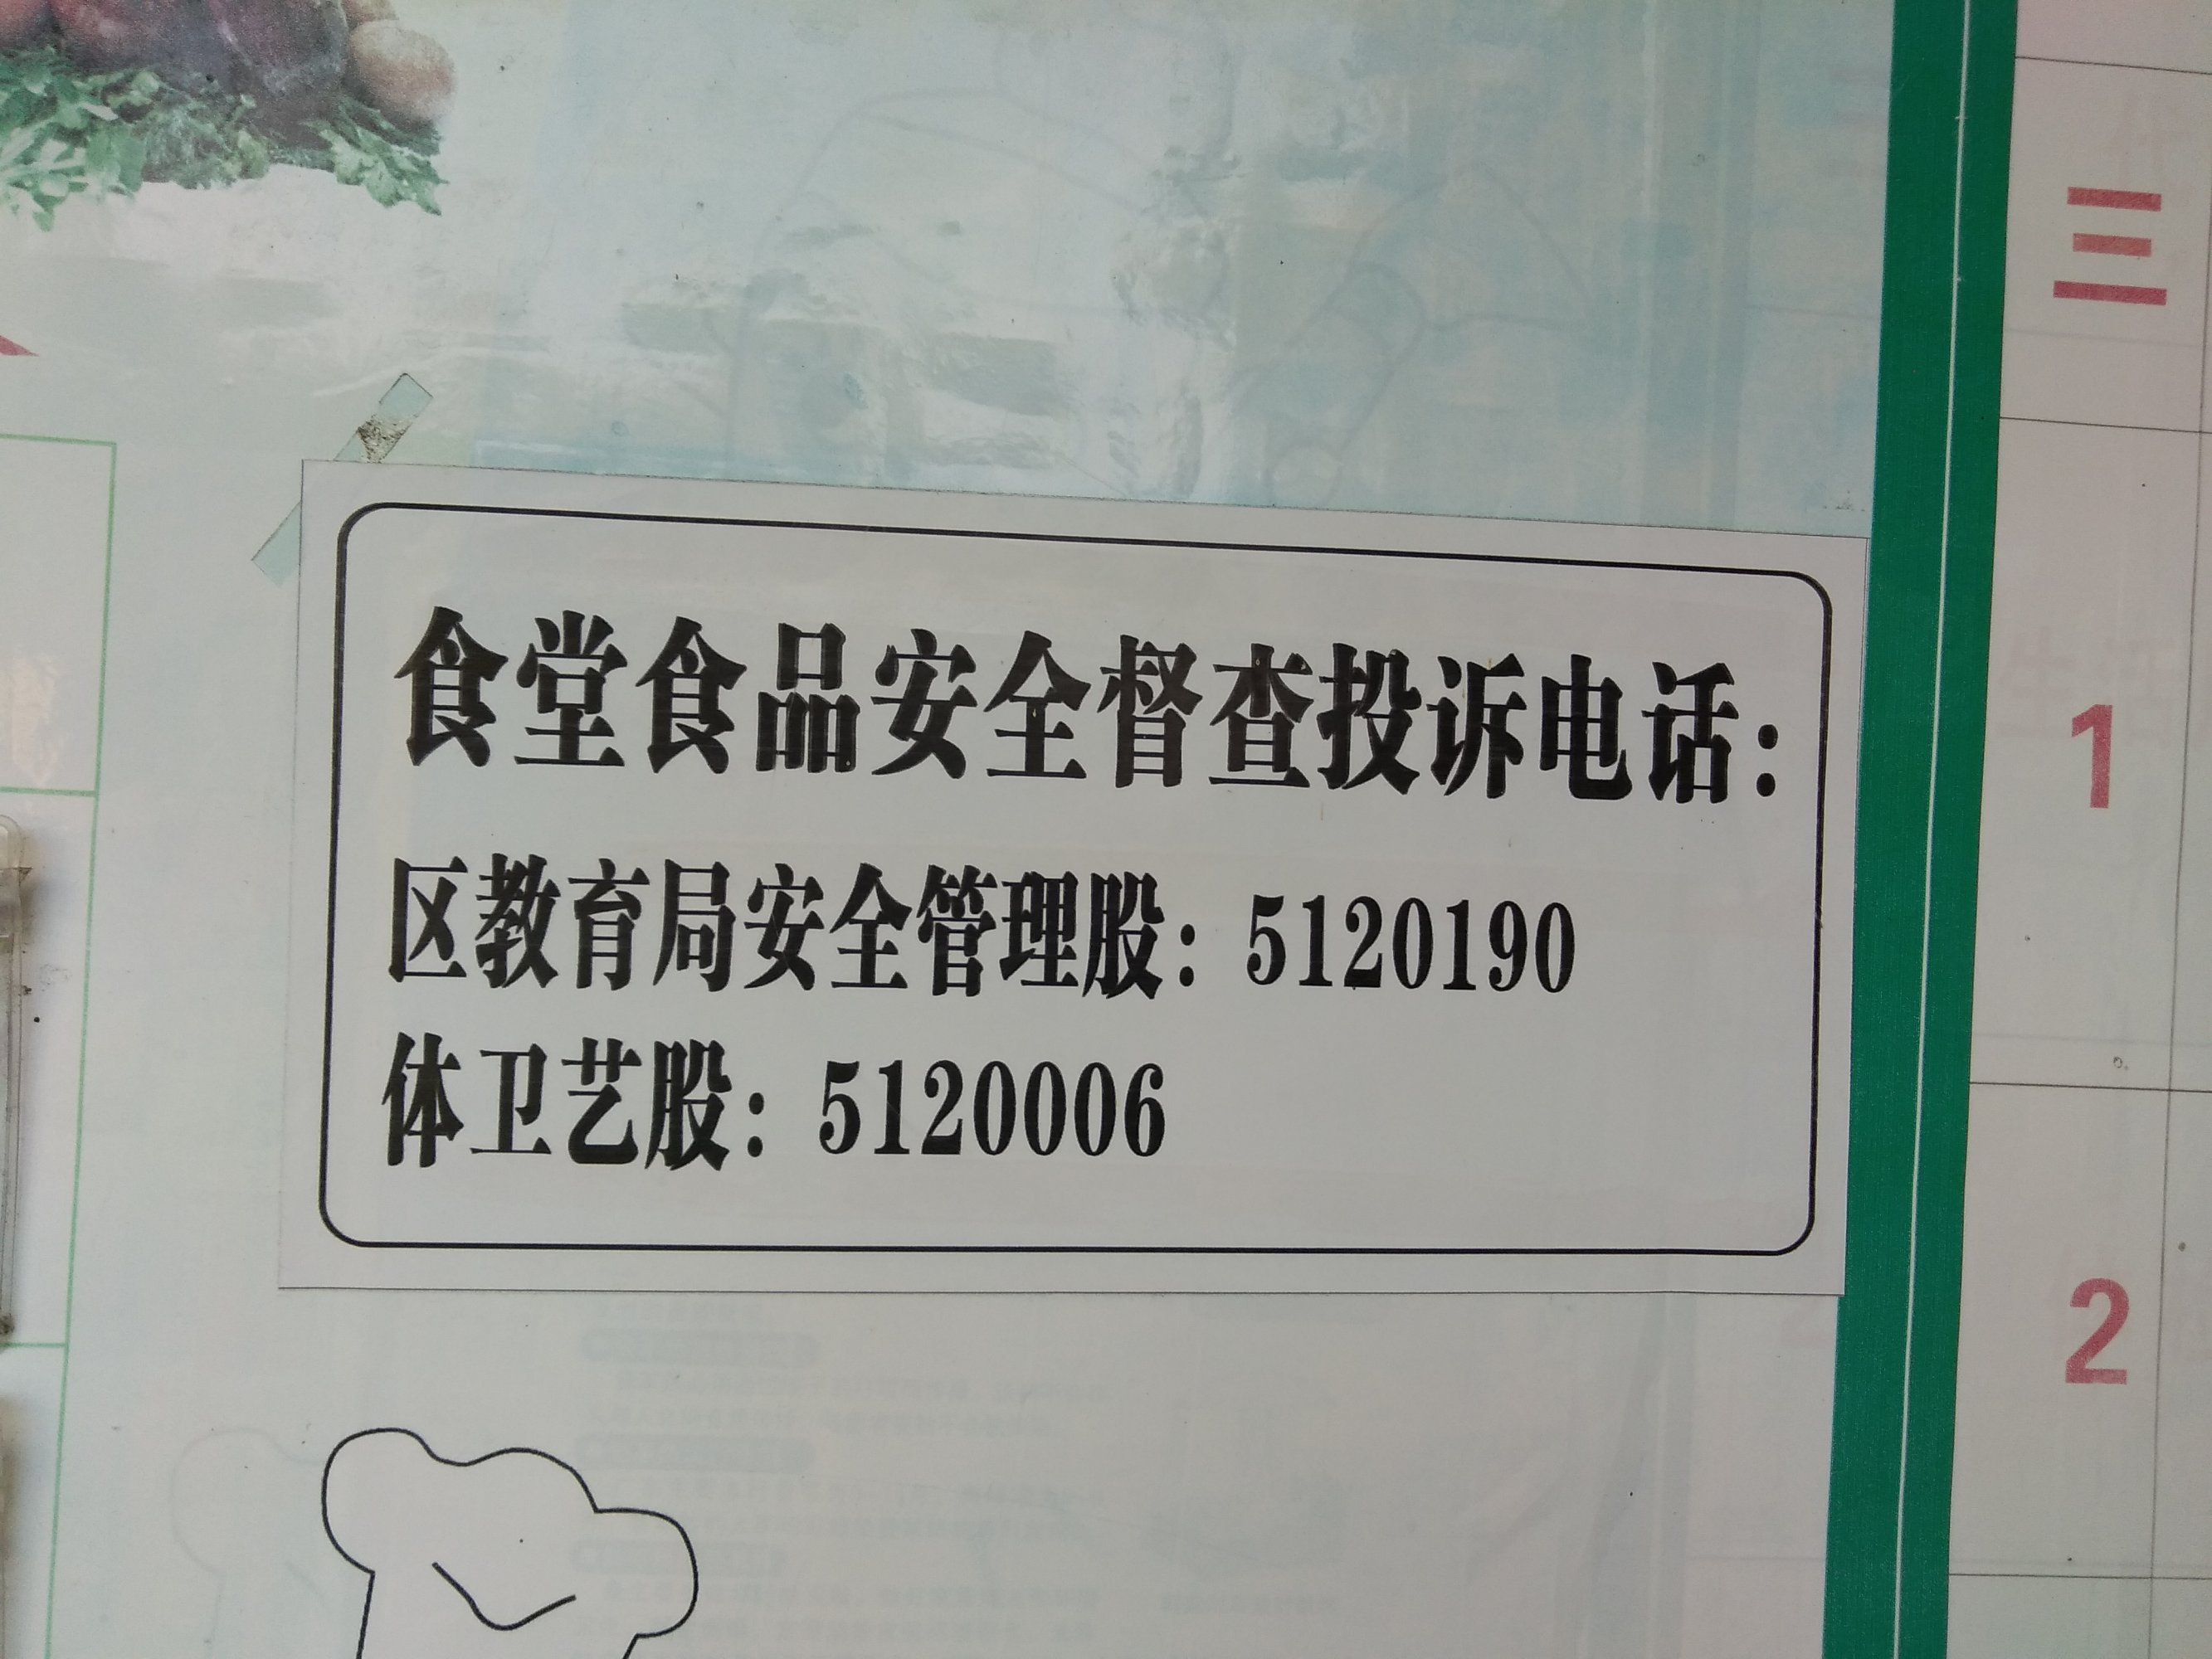 食堂食品安全督查投诉电话：
区教育局安全管理股：5120190
体卫艺股：5120006
三
1
2